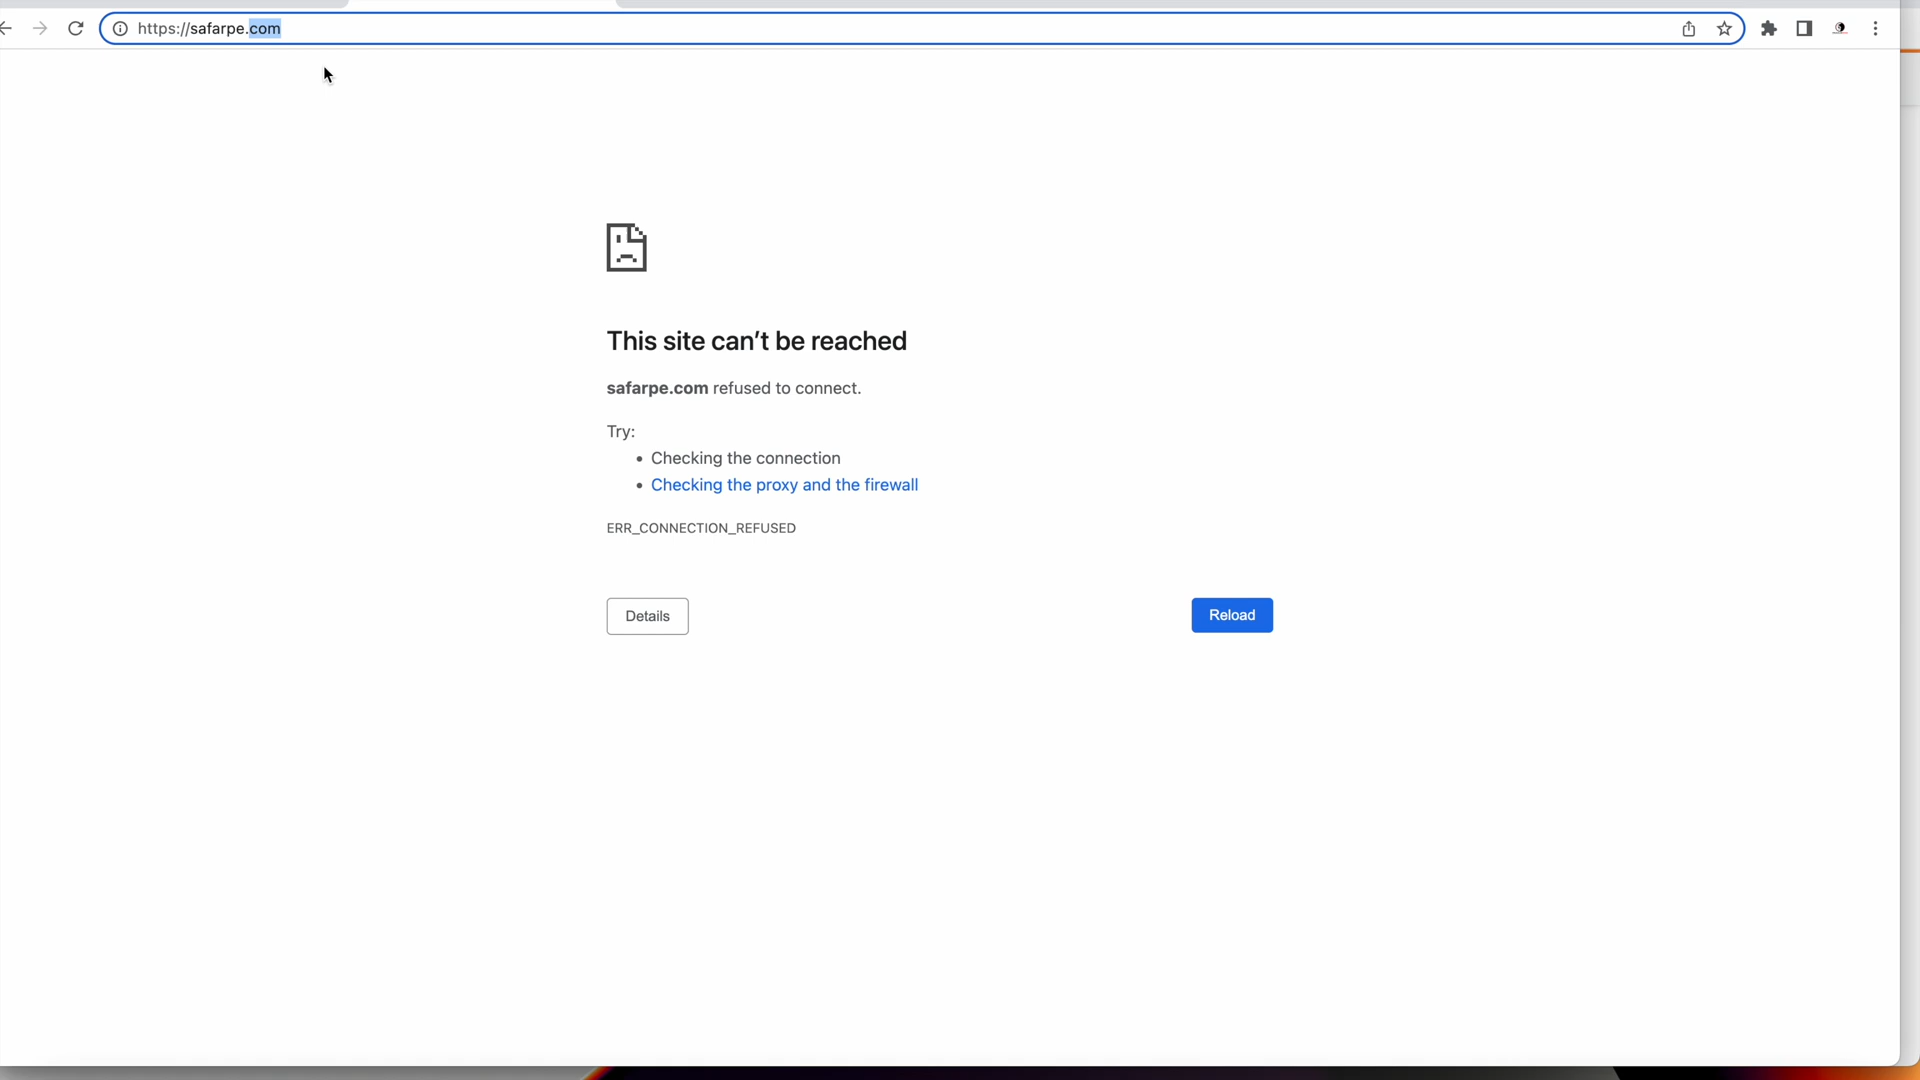 https://safarpe.com
This site can’t be reached
safarpe.com refused to connect.
Try:
Checking the connection
Checking the proxy and the firewall
ERR_CONNECTION_REFUSED
Details
Reload